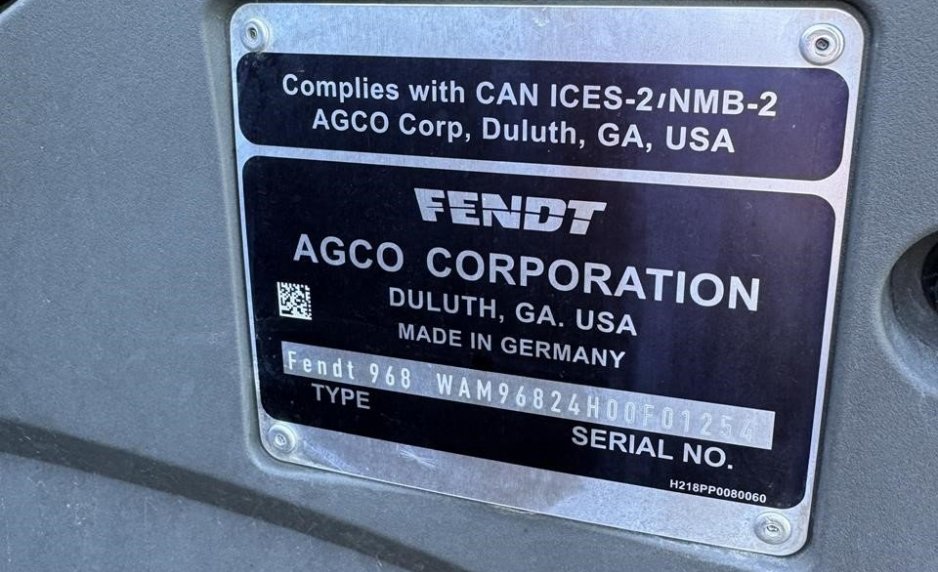 Complies with CAN ICES-2/NMB-2
AGCO Corp, Duluth, GA, USA
FENDT
AGCO CORPORATION
DULUTH, GA. USA
MADE IN GERMANY
Fendt 968 WAM96824H00F01254
TYPE
SERIAL NO.
H218PP0080060